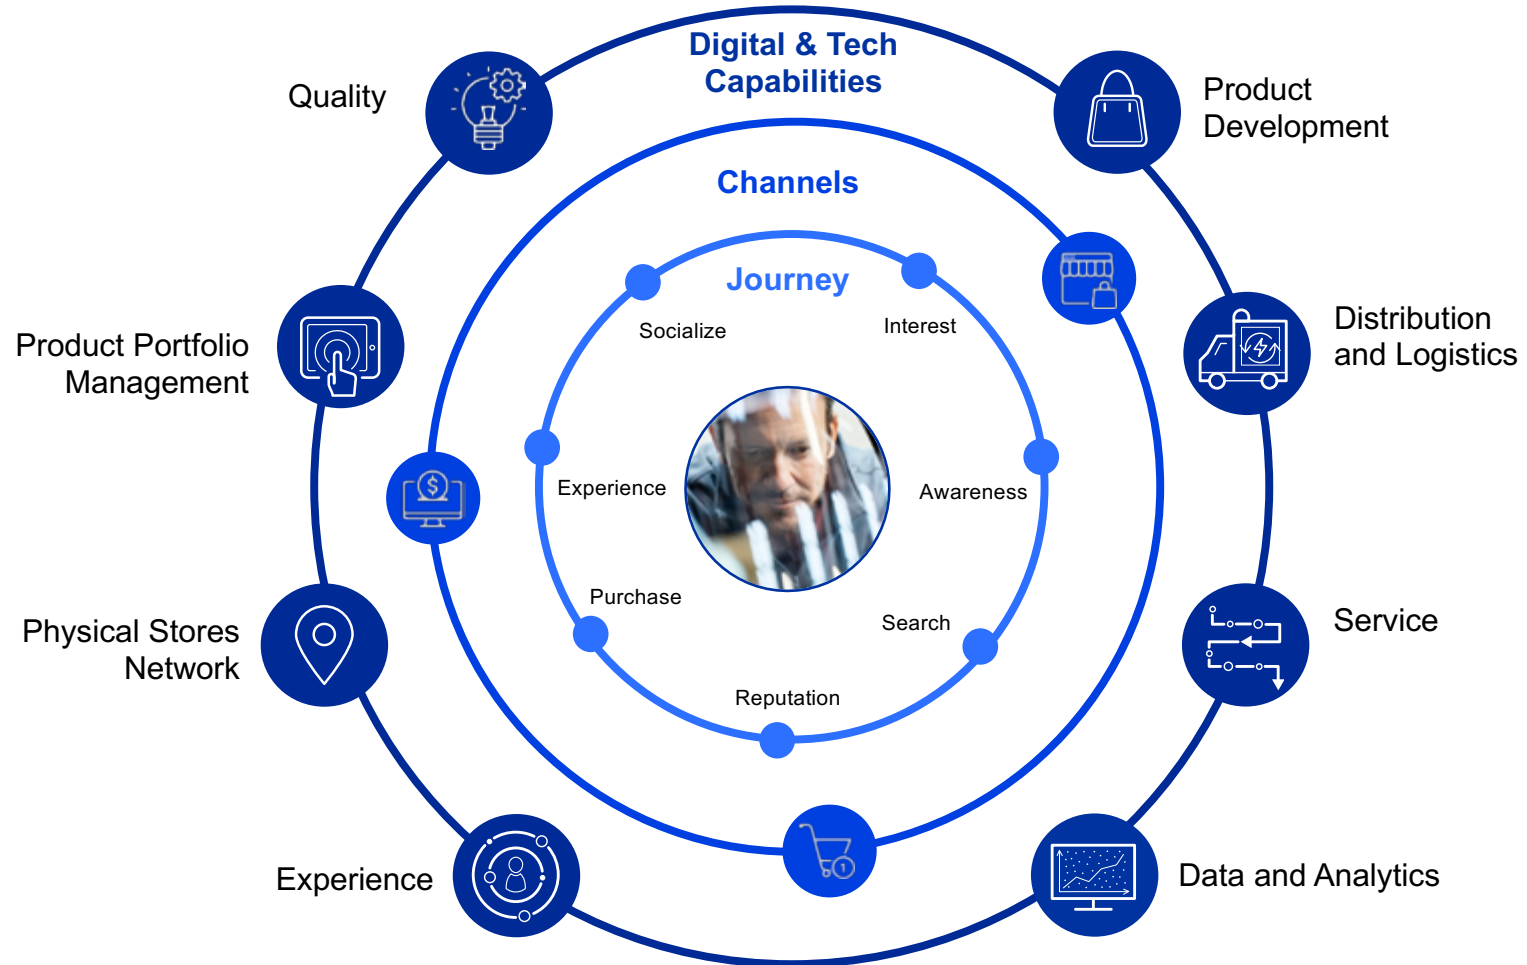 Digital & Tech
Capabilities
Quality
Product
Development
Channels
Journey
Socialize
Interest
Product Portfolio
Management
Distribution
and Logistics
$
Experience
Awareness
Purchase
Search
Physical Stores
Network
Service
Reputation
Experience
1
Data and Analytics